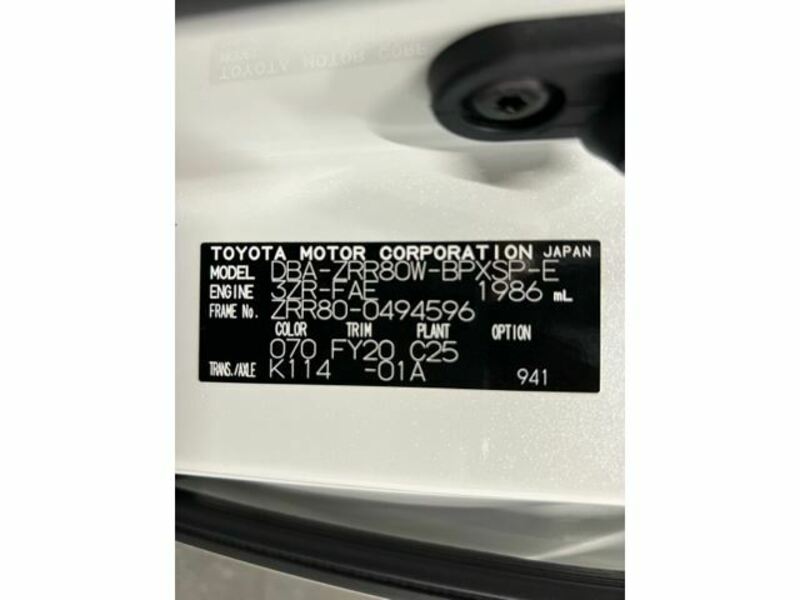 TOYOTA MOTOR CORPORATION JAPAN
MODEL DBA-ZRR80W-BPXSP-E
ENGINE 3ZR-FAE 1986 mL
FRAME No. ZRR80-0494596
COLOR TRIM PLANT OPTION
070 FY20 C25
TRANS./AXLE K114 -01A 941